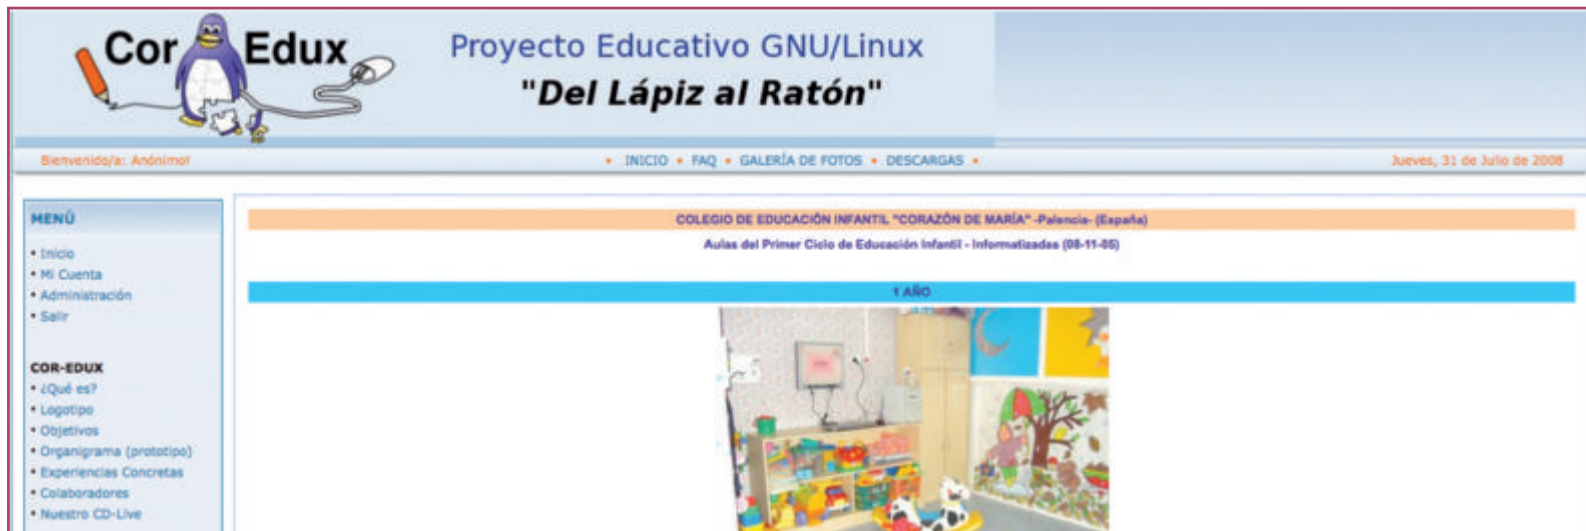 Cor Edux
Proyecto Educativo GNU/Linux
"Del Lápiz al Ratón"
Bienvenido/a: Anónimo!
• INICIO • FAQ • GALERÍA DE FOTOS • DESCARGAS •
Jueves, 31 de Julio de 2008
MENÚ
• Inicio
• Mi Cuenta
• Administración
• Salir
COR-EDUX
• ¿Qué es?
• Logotipo
• Objetivos
• Organigrama (prototipo)
• Experiencias Concretas
• Colaboradores
• Nuestro CD-Live
COLEGIO DE EDUCACIÓN INFANTIL "CORAZÓN DE MARÍA" -Palencia- (España)
Aulas del Primer Ciclo de Educación Infantil - Informatizadas (08-11-05)
1 AÑO